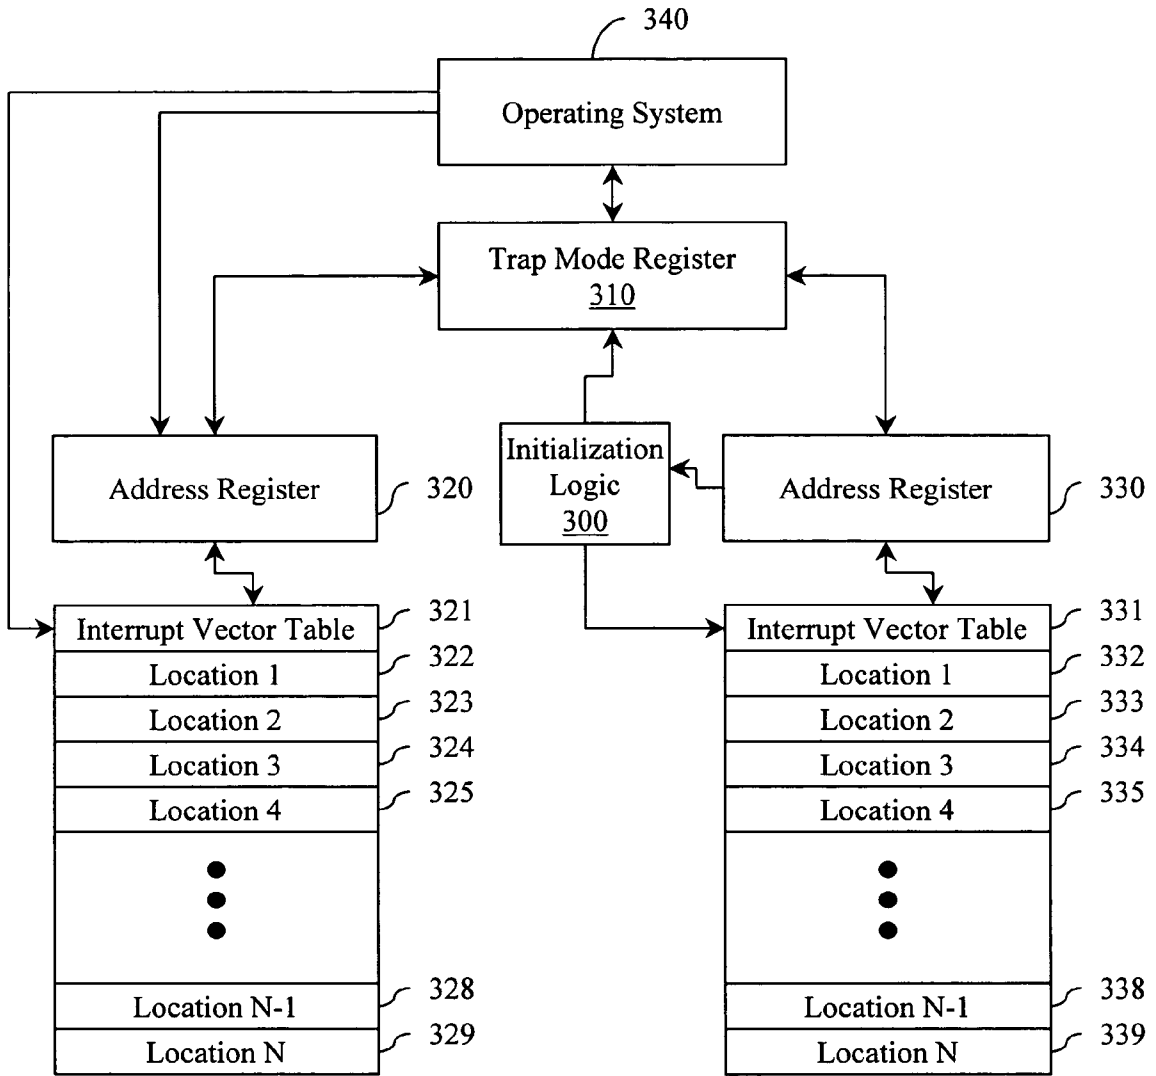 340
Operating System
Trap Mode Register
310
Initialization
Logic
300
Address Register
320
Address Register
330
Interrupt Vector Table
321
Location 1
322
Location 2
323
Location 3
324
Location 4
325
Location N-1
328
Location N
329
Interrupt Vector Table
331
Location 1
332
Location 2
333
Location 3
334
Location 4
335
Location N-1
338
Location N
339